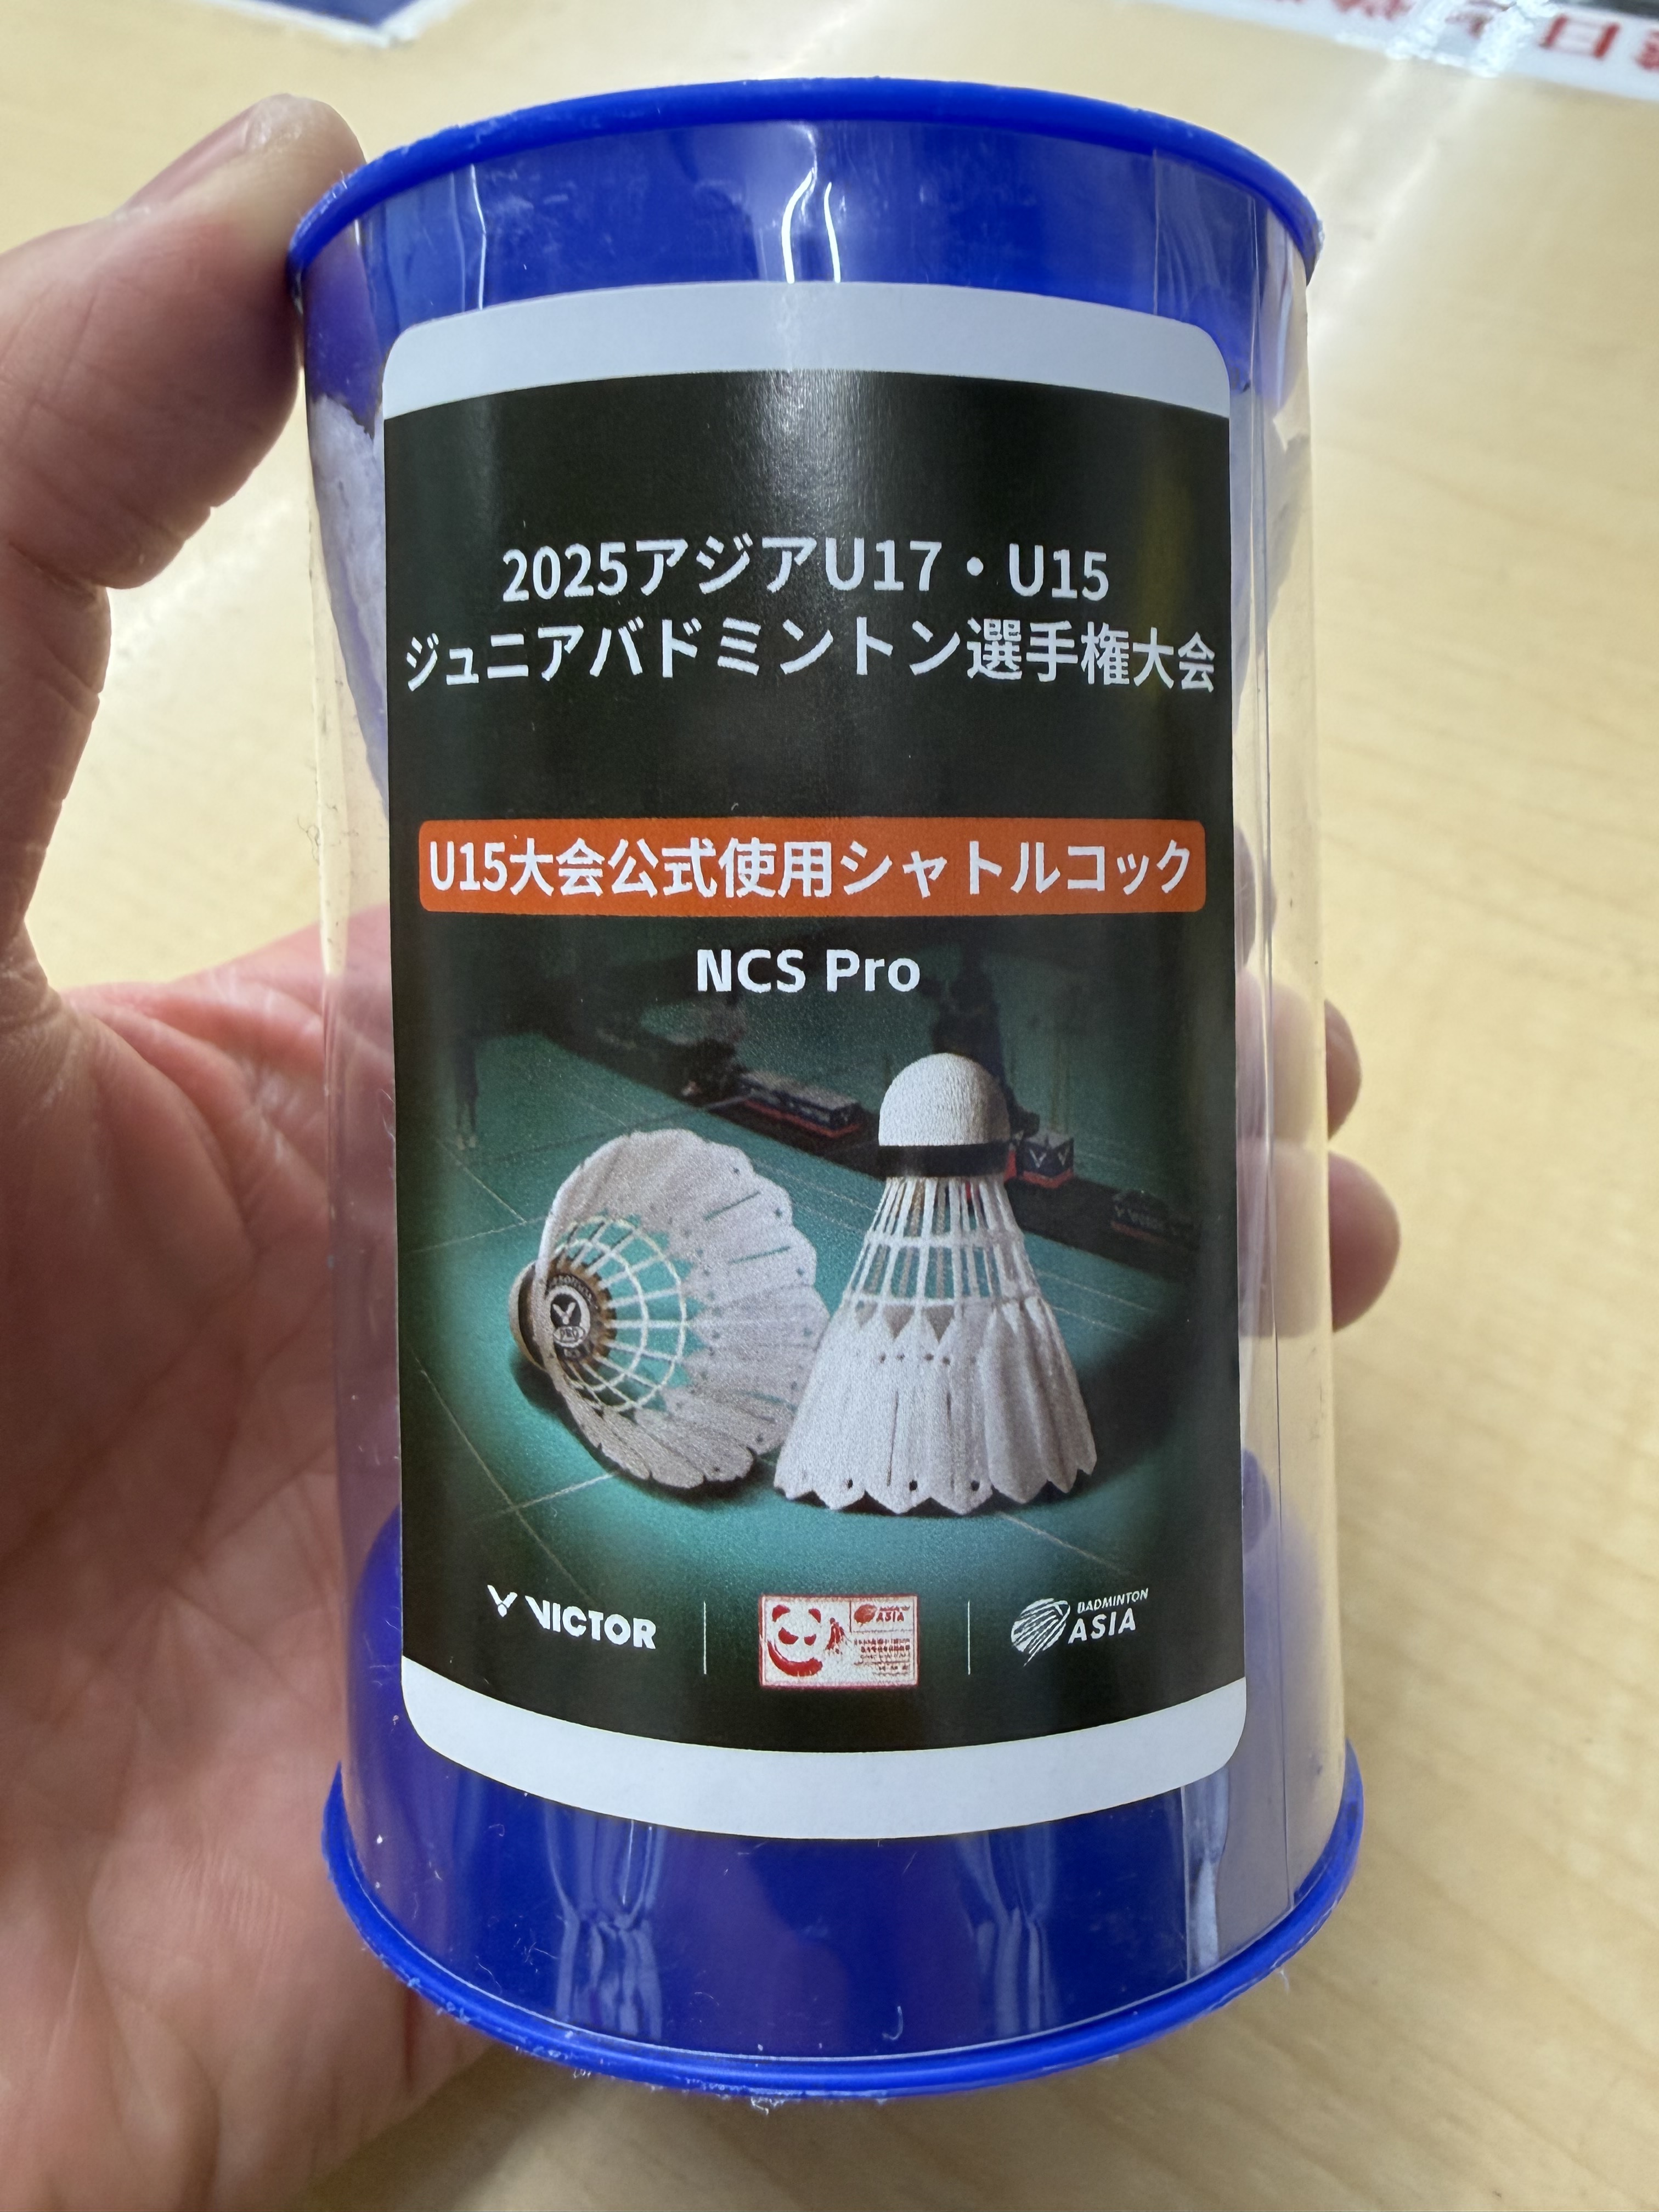 2025アジアU17・U15
ジュニアバドミントン選手権大会
U15大会公式使用シャトルコック
NCS Pro
PRO
VICTOR
BADMINTON
ASIA
ASIA